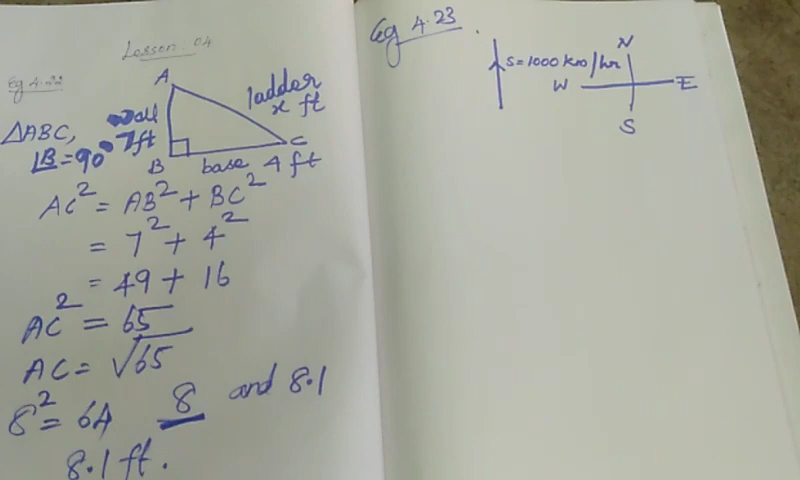 Lesson 04
Eg 4.22
△ABC,
∠B=90°
A
wall
7ft
B
base 4 ft
C
ladder
x ft
AC² = AB² + BC²
= 7² + 4²
= 49 + 16
AC² = 65
AC = √65
8² = 64 8 and 8.1
8.1 ft.
Eg 4.23
S=1000 km/hr
N
W E
S